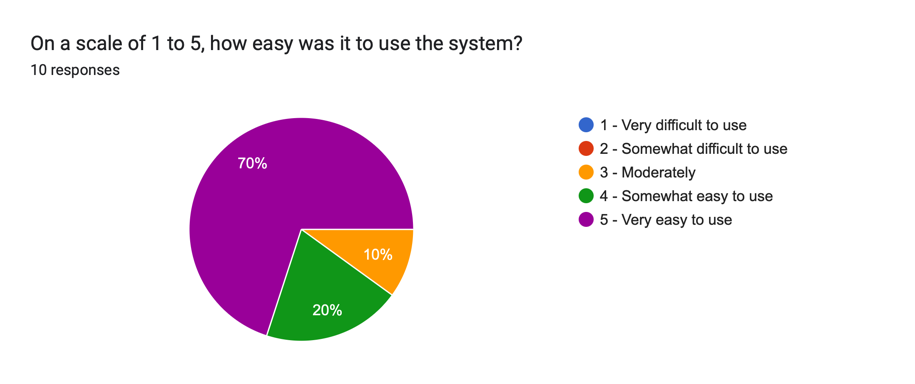 On a scale of 1 to 5, how easy was it to use the system?
10 responses
70%
10%
20%
1 - Very difficult to use
2 - Somewhat difficult to use
3 - Moderately
4 - Somewhat easy to use
5 - Very easy to use